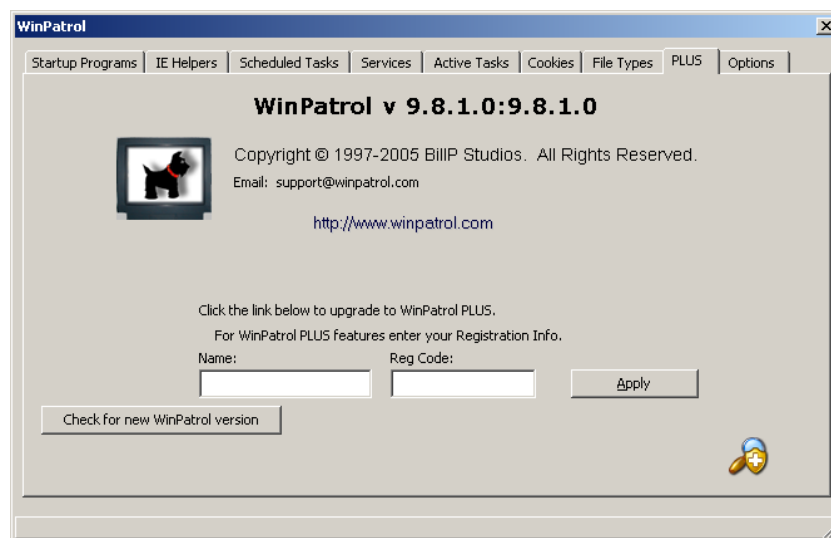 WinPatrol
Startup Programs IE Helpers Scheduled Tasks Services Active Tasks Cookies File Types PLUS Options
WinPatrol v 9.8.1.0:9.8.1.0
Copyright © 1997-2005 BillP Studios. All Rights Reserved.
Email: support@winpatrol.com
http://www.winpatrol.com
Click the link below to upgrade to WinPatrol PLUS.
For WinPatrol PLUS features enter your Registration Info.
Name: Reg Code:
Apply
Check for new WinPatrol version